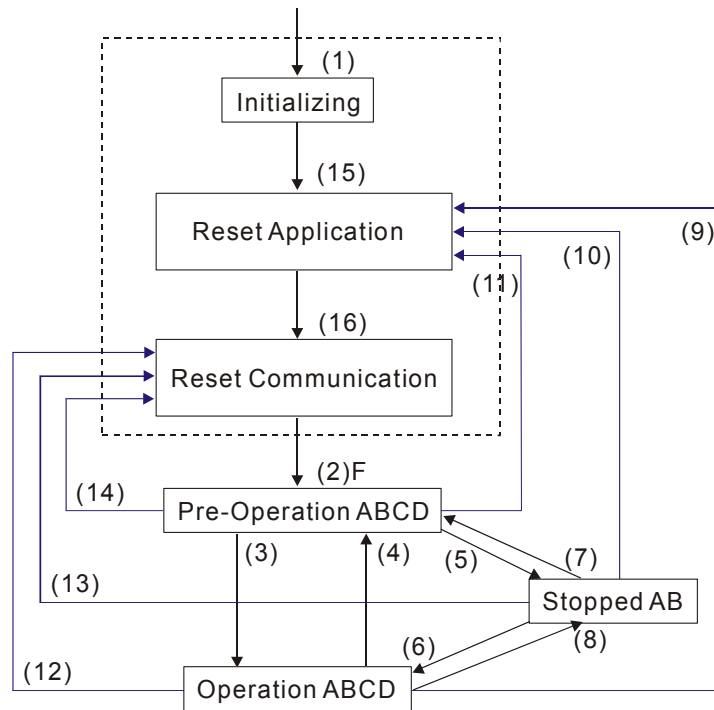 (1)
Initializing
(15)
Reset Application
(9)
(10)
(11)
(16)
Reset Communication
(2)F
(14)
Pre-Operation ABCD
(3)
(4)
(5)
(7)
(13)
Stopped AB
(6)
(8)
(12)
Operation ABCD